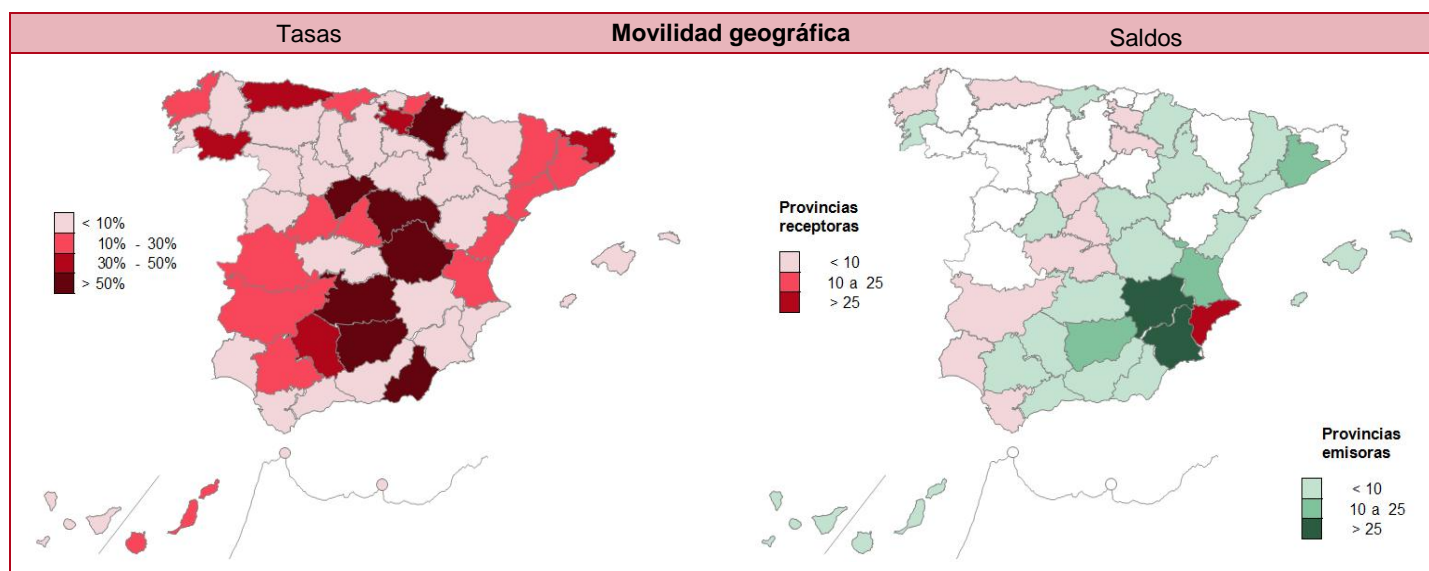 Tasas
Movilidad geográfica
Saldos
< 10%
10% - 30%
30% - 50%
> 50%
Provincias
receptoras
< 10
10 a 25
> 25
Provincias
emisoras
< 10
10 a 25
> 25